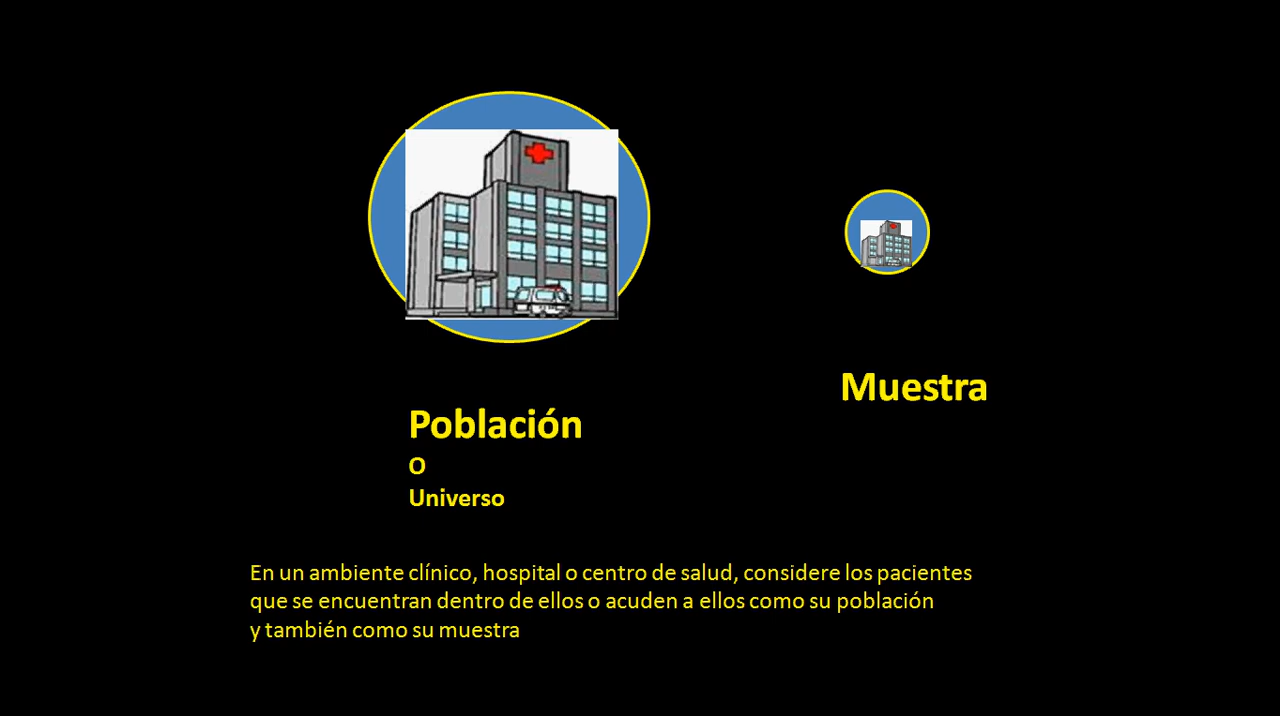 Población
O
Universo
Muestra
En un ambiente clínico, hospital o centro de salud, considere los pacientes
que se encuentran dentro de ellos o acuden a ellos como su población
y también como su muestra